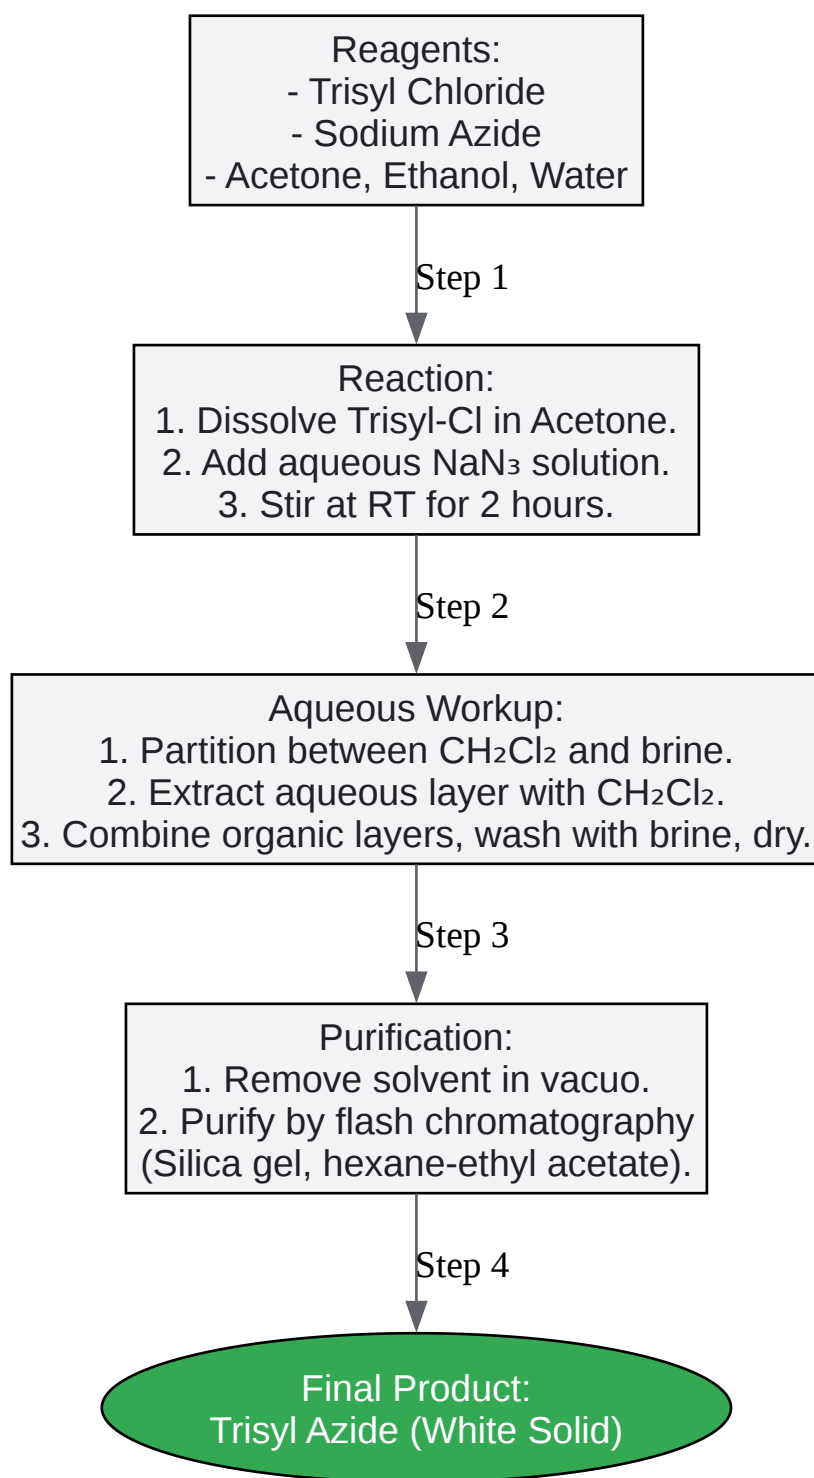 Reagents:
- Trisyl Chloride
- Sodium Azide
- Acetone, Ethanol, Water
Step 1
Reaction:
1. Dissolve Trisyl-Cl in Acetone.
2. Add aqueous NaN₃ solution.
3. Stir at RT for 2 hours.
Step 2
Aqueous Workup:
1. Partition between CH₂Cl₂ and brine.
2. Extract aqueous layer with CH₂Cl₂.
3. Combine organic layers, wash with brine, dry.
Step 3
Purification:
1. Remove solvent in vacuo.
2. Purify by flash chromatography
(Silica gel, hexane-ethyl acetate).
Step 4
Final Product:
Trisyl Azide (White Solid)